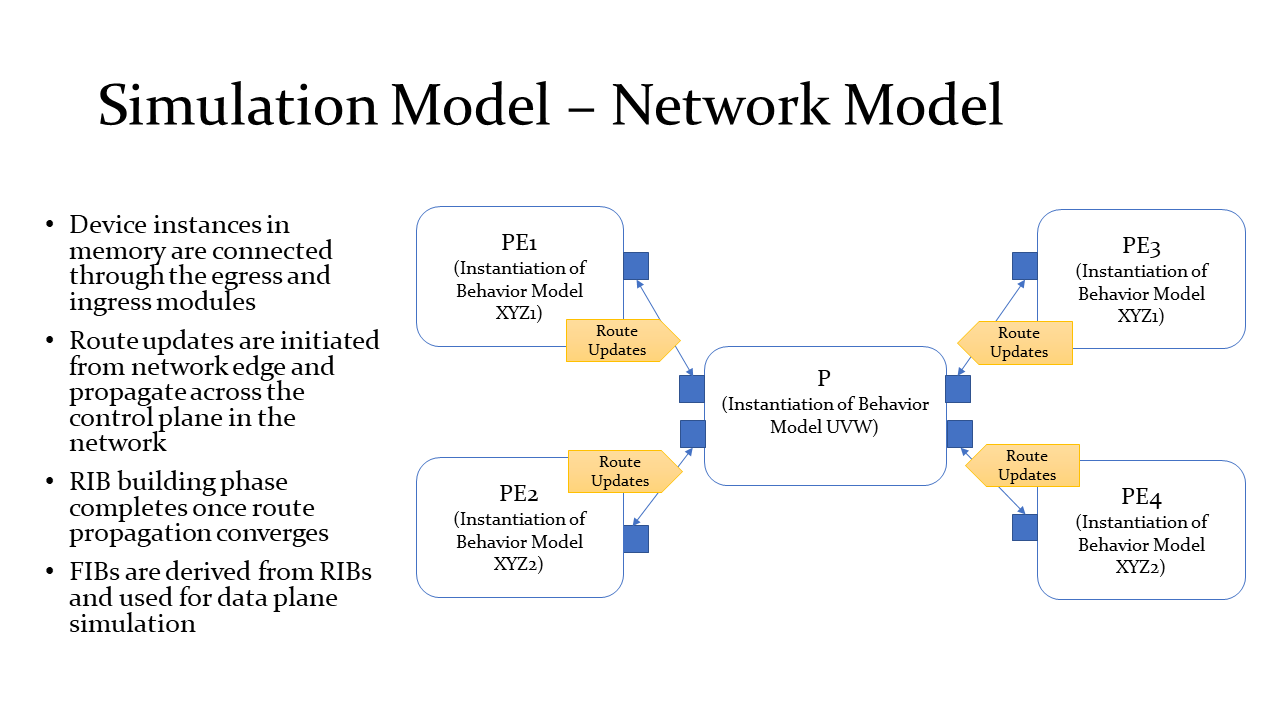 Simulation Model – Network Model
• Device instances in
memory are connected
through the egress and
ingress modules
• Route updates are initiated
from network edge and
propagate across the
control plane in the
network
• RIB building phase
completes once route
propagation converges
• FIBs are derived from RIBs
and used for data plane
simulation
PE1
(Instantiation of
Behavior Model
XYZ1)
Route
Updates
PE2
(Instantiation of
Behavior Model
XYZ2)
Route
Updates
P
(Instantiation of Behavior
Model UVW)
PE3
(Instantiation of
Behavior Model
XYZ1)
Route
Updates
PE4
(Instantiation of
Behavior Model
XYZ2)
Route
Updates